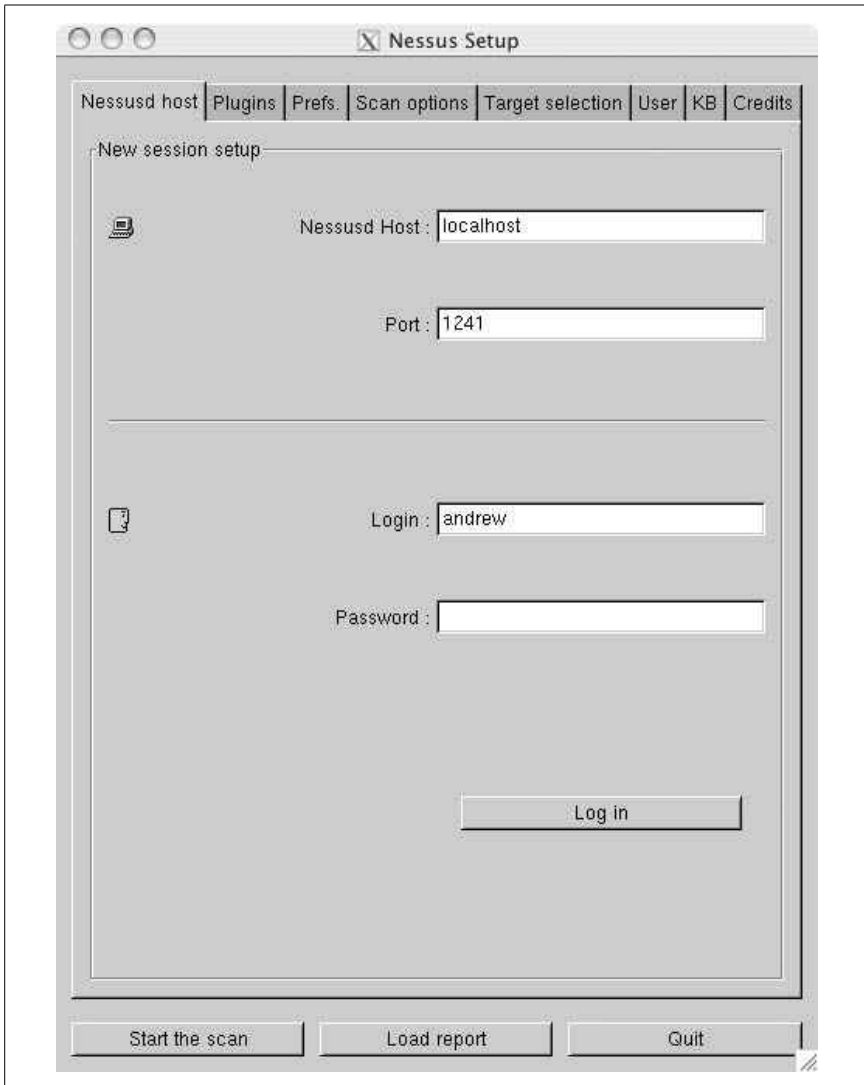 Nessus Setup
Nessusd host Plugins Prefs. Scan options Target selection User KB Credits
New session setup
Nessusd Host : localhost
Port : 1241
Login : andrew
Password :
Log in
Start the scan Load report Quit